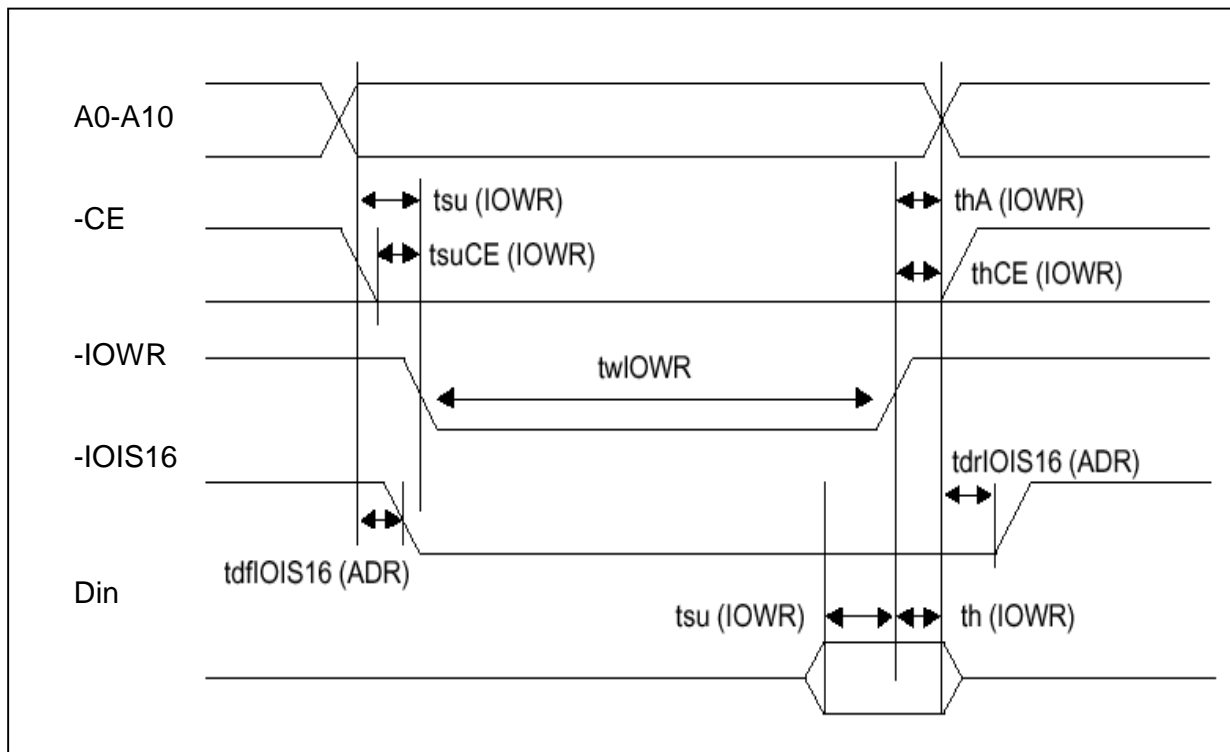 A0-A10
tsu (IOWR)
thA (IOWR)
-CE
tsuCE (IOWR)
thCE (IOWR)
-IOWR
twIOWR
-IOIS16
tdrIOIS16 (ADR)
tdfIOIS16 (ADR)
Din
tsu (IOWR)
th (IOWR)